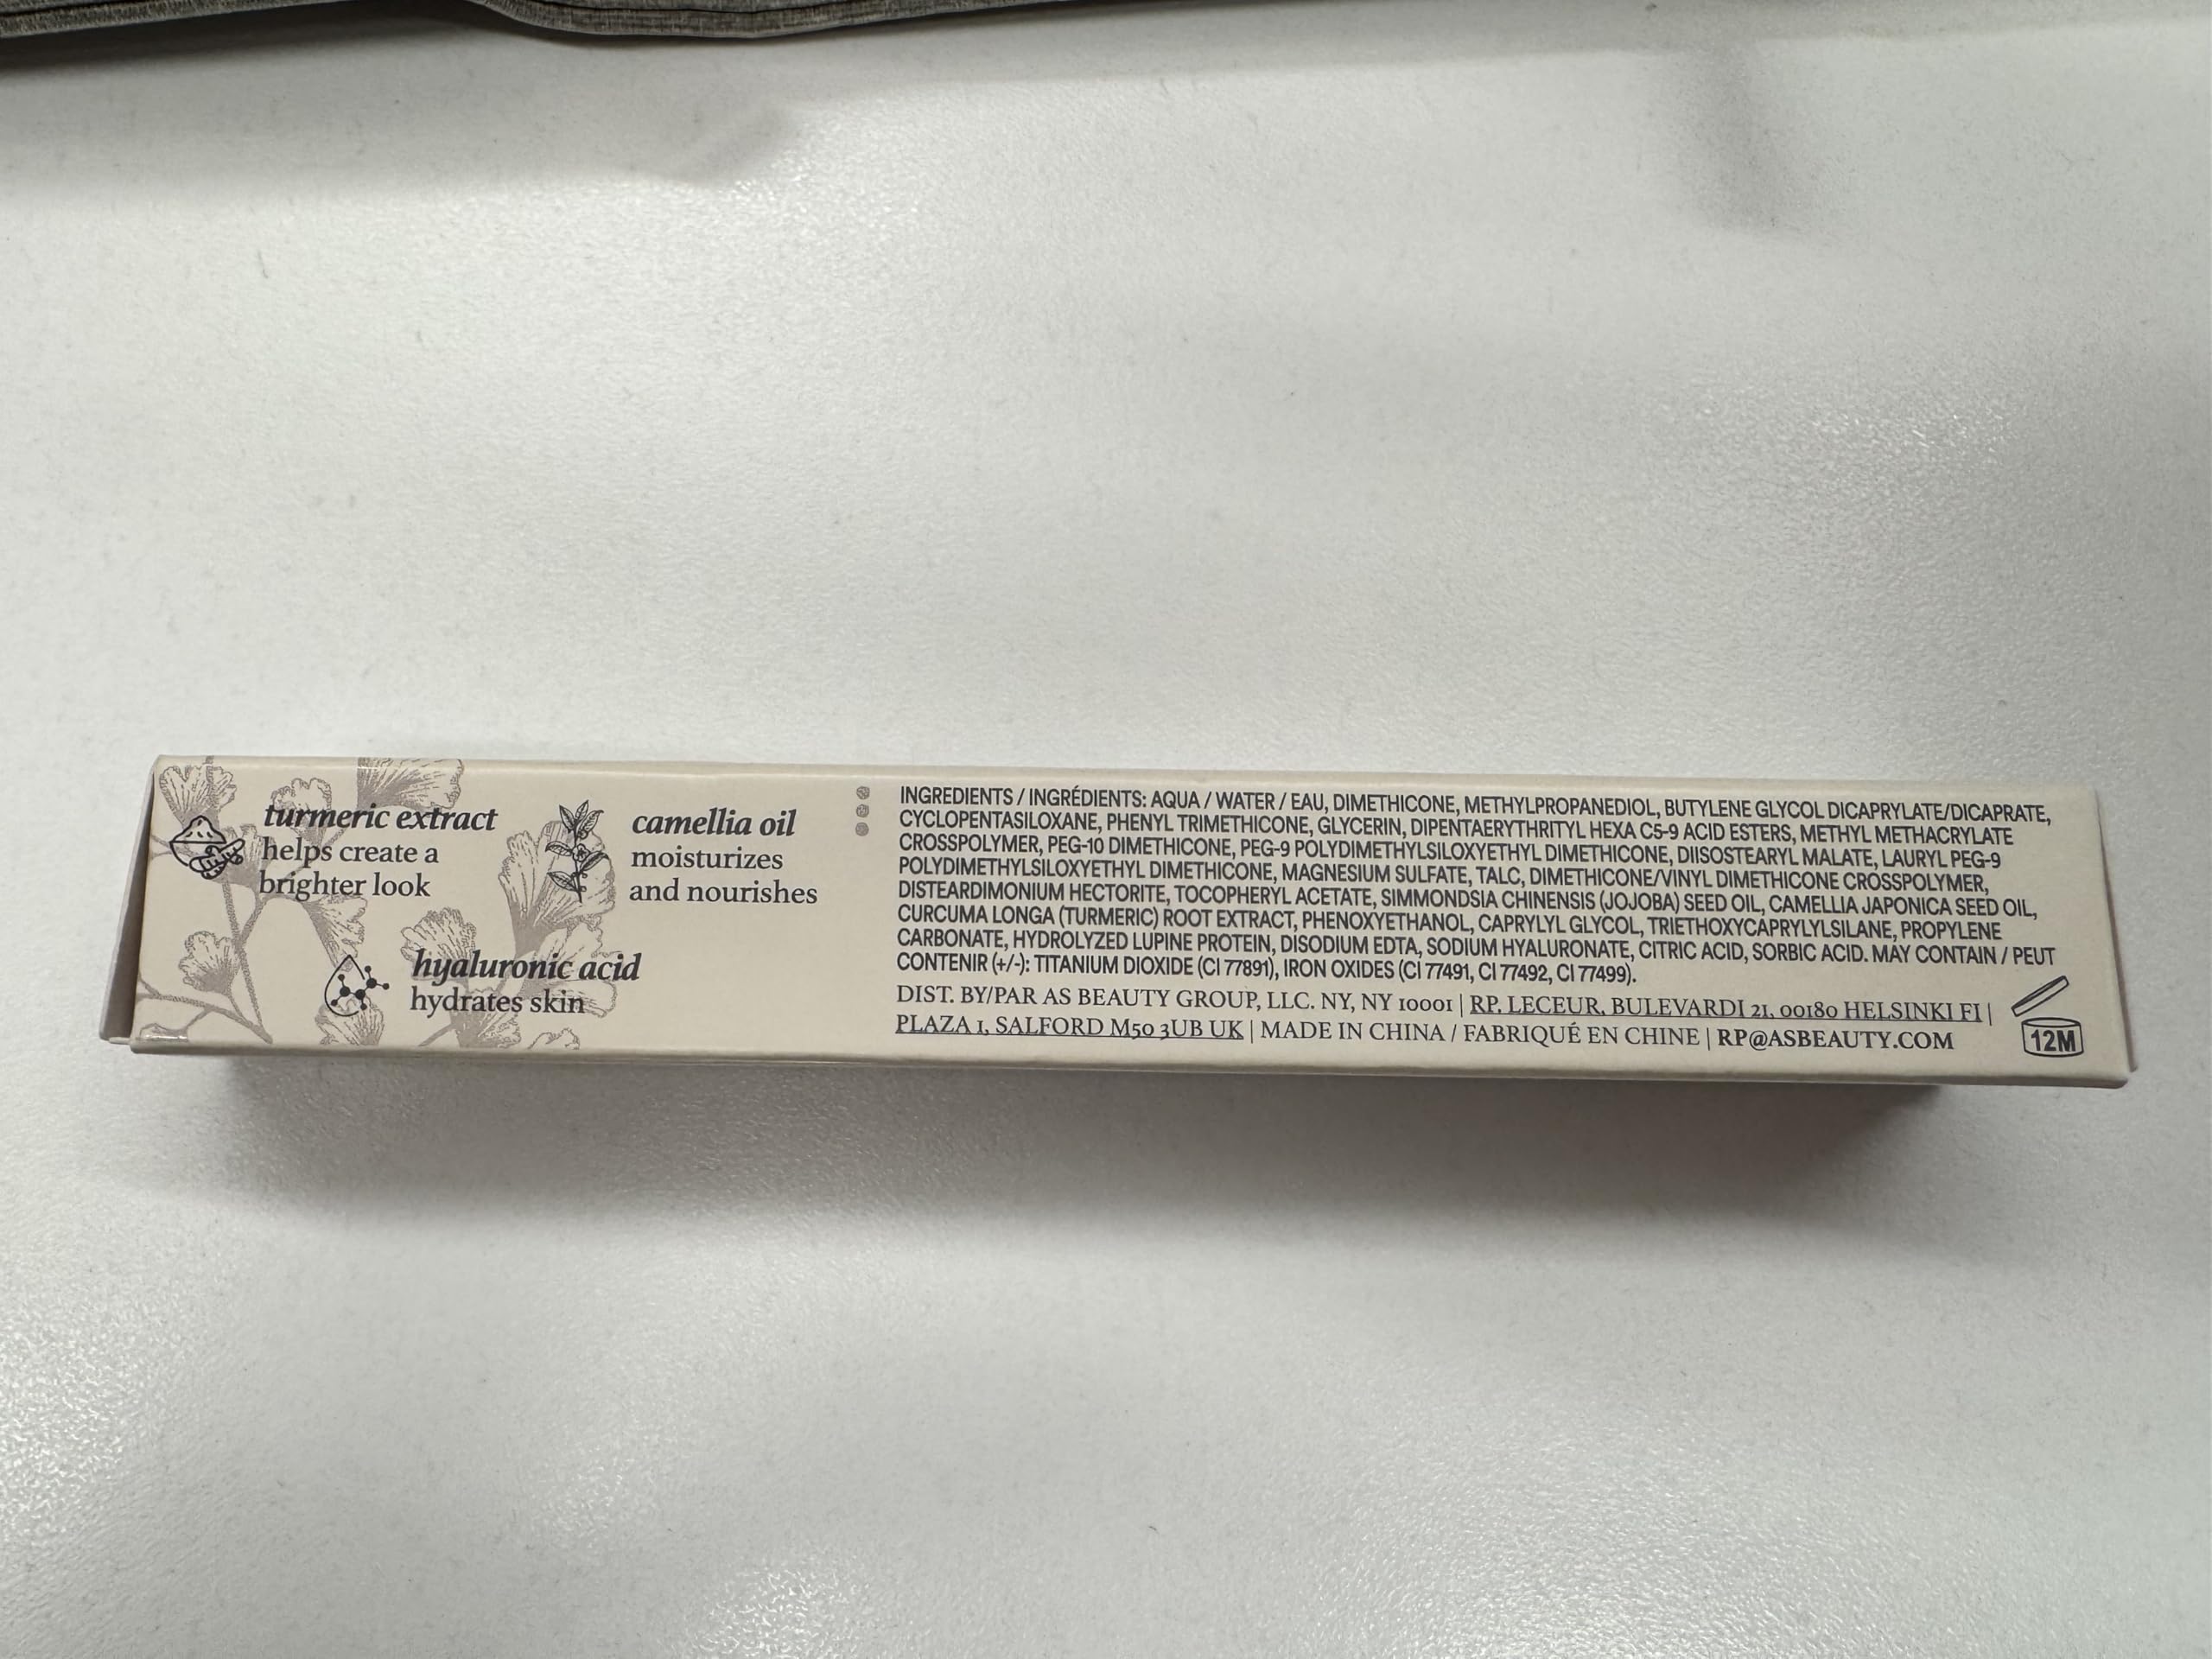 turmeric extract
helps create a
brighter look
camellia oil
moisturizes
and nourishes
hyaluronic acid
hydrates skin
INGREDIENTS / INGRÉDIENTS: AQUA / WATER / EAU, DIMETHICONE, METHYLPROPANEDIOL, BUTYLENE GLYCOL DICAPRYLATE/DICAPRATE,
CYCLOPENTASILOXANE, PHENYL TRIMETHICONE, GLYCERIN, DIPENTAERYTHRITYL HEXA C5-9 ACID ESTERS, METHYL METHACRYLATE
CROSSPOLYMER, PEG-10 DIMETHICONE, PEG-9 POLYDIMETHYLSILOXYETHYL DIMETHICONE, DIISOSTEARYL MALATE, LAURYL PEG-9
POLYDIMETHYLSILOXYETHYL DIMETHICONE, MAGNESIUM SULFATE, TALC, DIMETHICONE/VINYL DIMETHICONE CROSSPOLYMER,
DISTEARDIMONIUM HECTORITE, TOCOPHERYL ACETATE, SIMMONDSIA CHINENSIS (JOJOBA) SEED OIL, CAMELLIA JAPONICA SEED OIL,
CURCUMA LONGA (TURMERIC) ROOT EXTRACT, PHENOXYETHANOL, CAPRYLYL GLYCOL, TRIETHOXYCAPRYLYLSILANE, PROPYLENE
CARBONATE, HYDROLYZED LUPINE PROTEIN, DISODIUM EDTA, SODIUM HYALURONATE, CITRIC ACID, SORBIC ACID. MAY CONTAIN / PEUT
CONTENIR (+/-): TITANIUM DIOXIDE (CI 77891), IRON OXIDES (CI 77491, CI 77492, CI 77499).
DIST. BY/PAR AS BEAUTY GROUP, LLC. NY, NY 10001 | RP. LECEUR, BULEVARDI 21, 00180 HELSINKI FI |
PLAZA 1, SALFORD M50 3UB UK | MADE IN CHINA / FABRIQUÉ EN CHINE | RP@ASBEAUTY.COM
12M